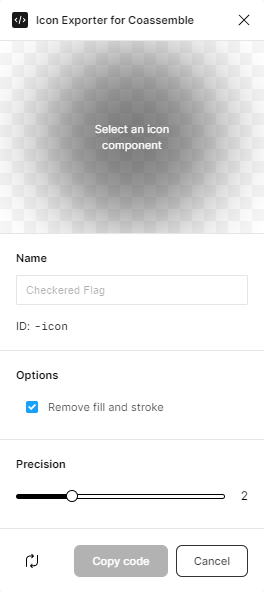 Icon Exporter for Coassemble
Select an icon
component
Name
Checkered Flag
ID: -icon
Options
Remove fill and stroke
Precision
2
Copy code
Cancel